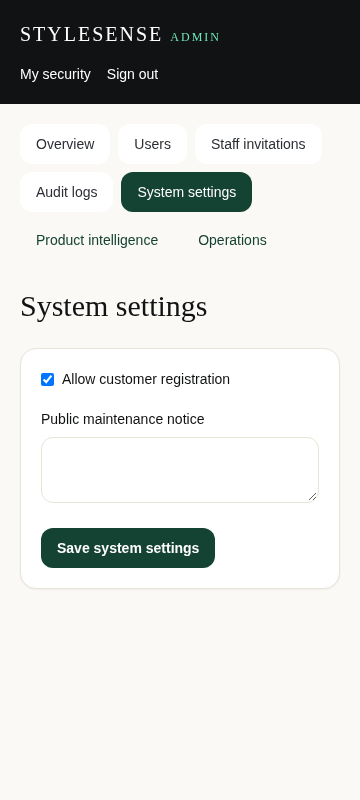 STYLESENSE ADMIN
My security Sign out
Overview Users Staff invitations
Audit logs System settings
Product intelligence Operations
System settings
Allow customer registration
Public maintenance notice
Save system settings